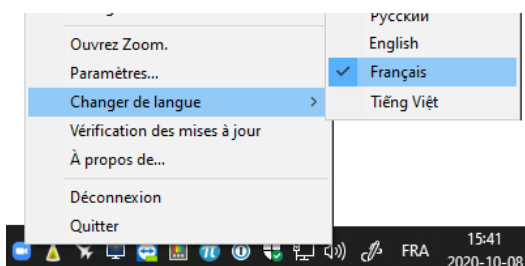 Русский
Ouvrez Zoom.
English
Paramètres...
Français
Changer de langue
Tiếng Việt
Vérification des mises à jour
À propos de...
Déconnexion
Quitter
FRA
15:41
2020-10-08